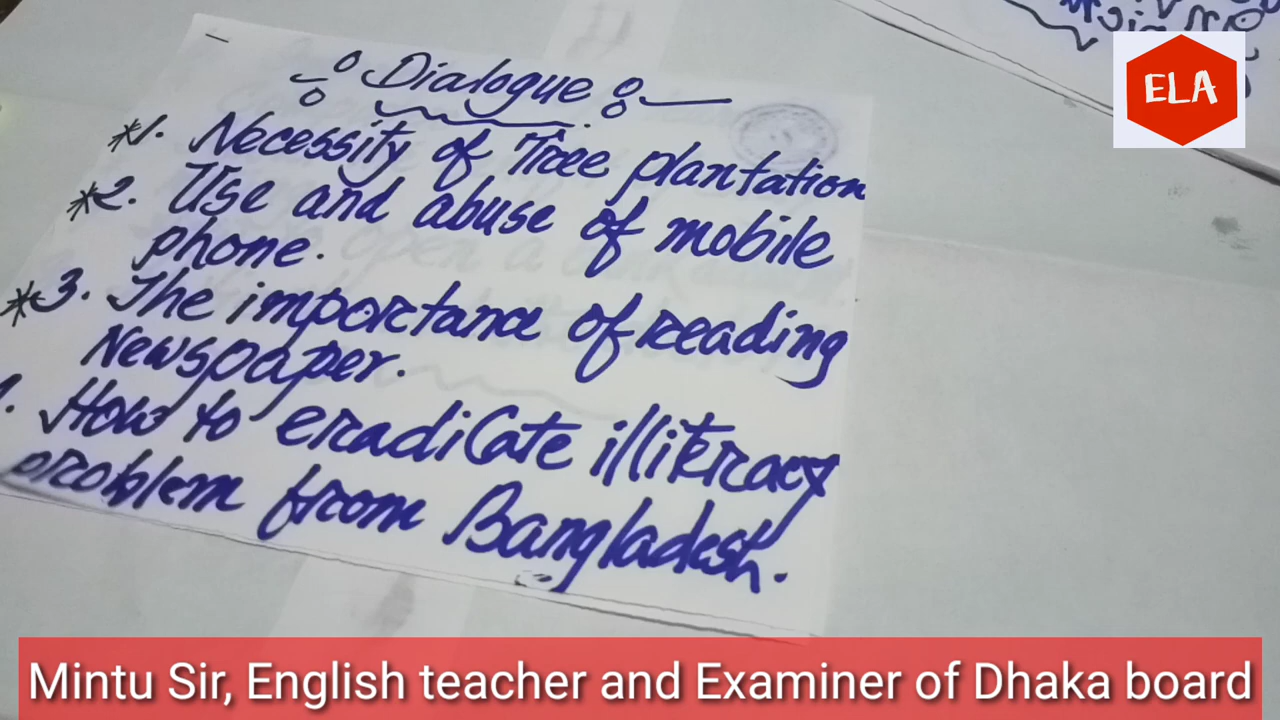 Dialogue :-
*1. Necessity of Tree plantation
*2. Use and abuse of mobile
phone.
*3. The importance of reading
Newspaper.
How to eradicate illiteracy
problem from Bangladesh.
ELA
Mintu Sir, English teacher and Examiner of Dhaka board